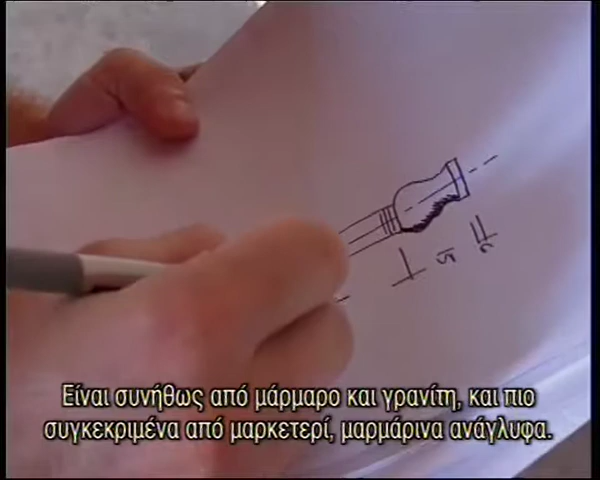 Είναι συνήθως από μάρμαρο και γρανίτη, και πιο
συγκεκριμένα από μαρκετερί, μαρμάρινα ανάγλυφα.